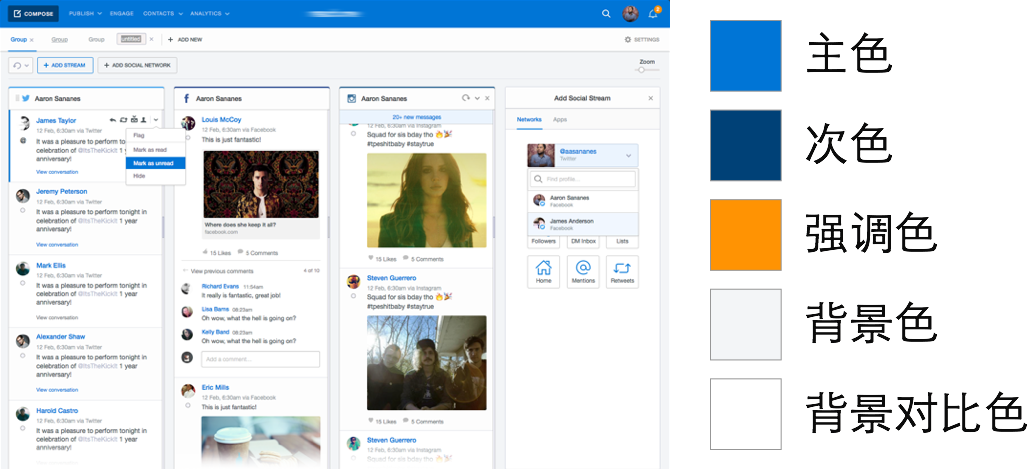 COMPOSE
PUBLISH
ENGAGE
CONTACTS
ANALYTICS
2
Group ×
Group
Group
untitled
×
+ ADD NEW
SETTINGS
+ ADD STREAM
+ ADD SOCIAL NETWORK
Zoom
Aaron Sananes
James Taylor
12 Feb, 6:30am via Twitter
It was a pleasure to perform to
celebration of @ItsTheKickIt 1 y
anniversary!
View conversation
Flag
Mark as read
Mark as unread
Hide
Jeremy Peterson
12 Feb, 6:30am via Twitter
It was a pleasure to perform tonight in
celebration of @ItsTheKickIt 1 year
anniversary!
View conversation
Mark Ellis
12 Feb, 6:30am via Twitter
It was a pleasure to perform tonight in
celebration of @ItsTheKickIt 1 year
anniversary!
View conversation
Alexander Shaw
12 Feb, 6:30am via Twitter
It was a pleasure to perform tonight in
celebration of @ItsTheKickIt 1 year
anniversary!
View conversation
Harold Castro
12 Feb, 6:30am via Twitter
It was a pleasure to perform tonight in
celebration of @ItsTheKickIt 1 year
anniversary!
Aaron Sananes
Louis McCoy
12 Feb, 6:30am via Facebook
This is just fantastic!
Where does she keep it all?
facebook.com
15 Likes
5 Comments
View previous comments
4 of 10
Richard Evans 11:54am
It really is fantastic, great job!
Lisa Barns 08:23am
Oh wow, what the hell is going on?
Kelly Band 08:23am
Oh wow, what the hell is going on?
Add a comment...
Eric Mills
12 Feb, 6:30am via Facebook
This is just fantastic!
Aaron Sananes
20+ new messages
12 Feb, 6:30am via Instagram
Squad for sis bday tho 🔥🎉
#tpeshitbaby #staytrue
15 Likes
5 Comments
Steven Guerrero
12 Feb, 6:30am via Instagram
Squad for sis bday tho 🔥🎉
#tpeshitbaby #staytrue
15 Likes
5 Comments
Steven Guerrero
12 Feb, 6:30am via Instagram
Squad for sis bday tho 🔥🎉
Add Social Stream
Networks
Apps
@aasananes
Twitter
Find profile...
Aaron Sananes
Facebook
James Anderson
Facebook
Followers
DM Inbox
Lists
Home
Mentions
Retweets
主色
次色
强调色
背景色
背景对比色